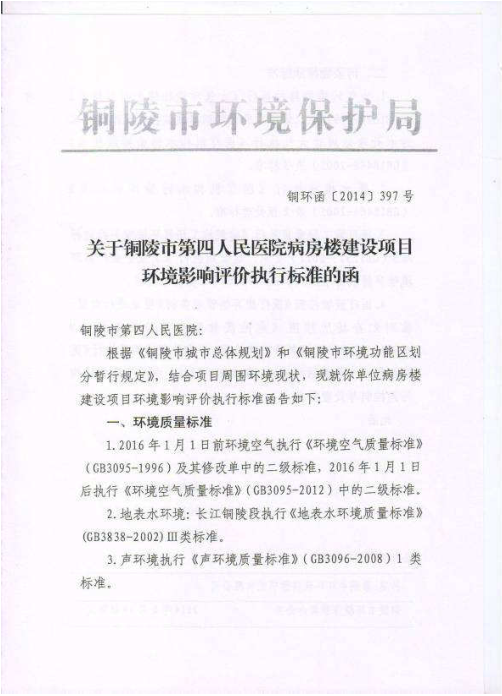 铜陵市环境保护局
铜环函〔2014〕397号
关于铜陵市第四人民医院病房楼建设项目
环境影响评价执行标准的函
铜陵市第四人民医院:
根据《铜陵市城市总体规划》和《铜陵市环境功能区划
分暂行规定》，结合项目周围环境现状，现就你单位病房楼
建设项目环境影响评价执行标准函告如下:
一、环境质量标准
1.2016年1月1日前环境空气执行《环境空气质量标准》
(GB3095-1996)及其修改单中的二级标准，2016年1月1日
后执行《环境空气质量标准》(GB3095-2012)中的二级标准。
2.地表水环境:长江铜陵段执行《地表水环境质量标准》
(GB3838-2002)III类标准。
3.声环境执行《声环境质量标准》(GB3096-2008)1 类
标准。